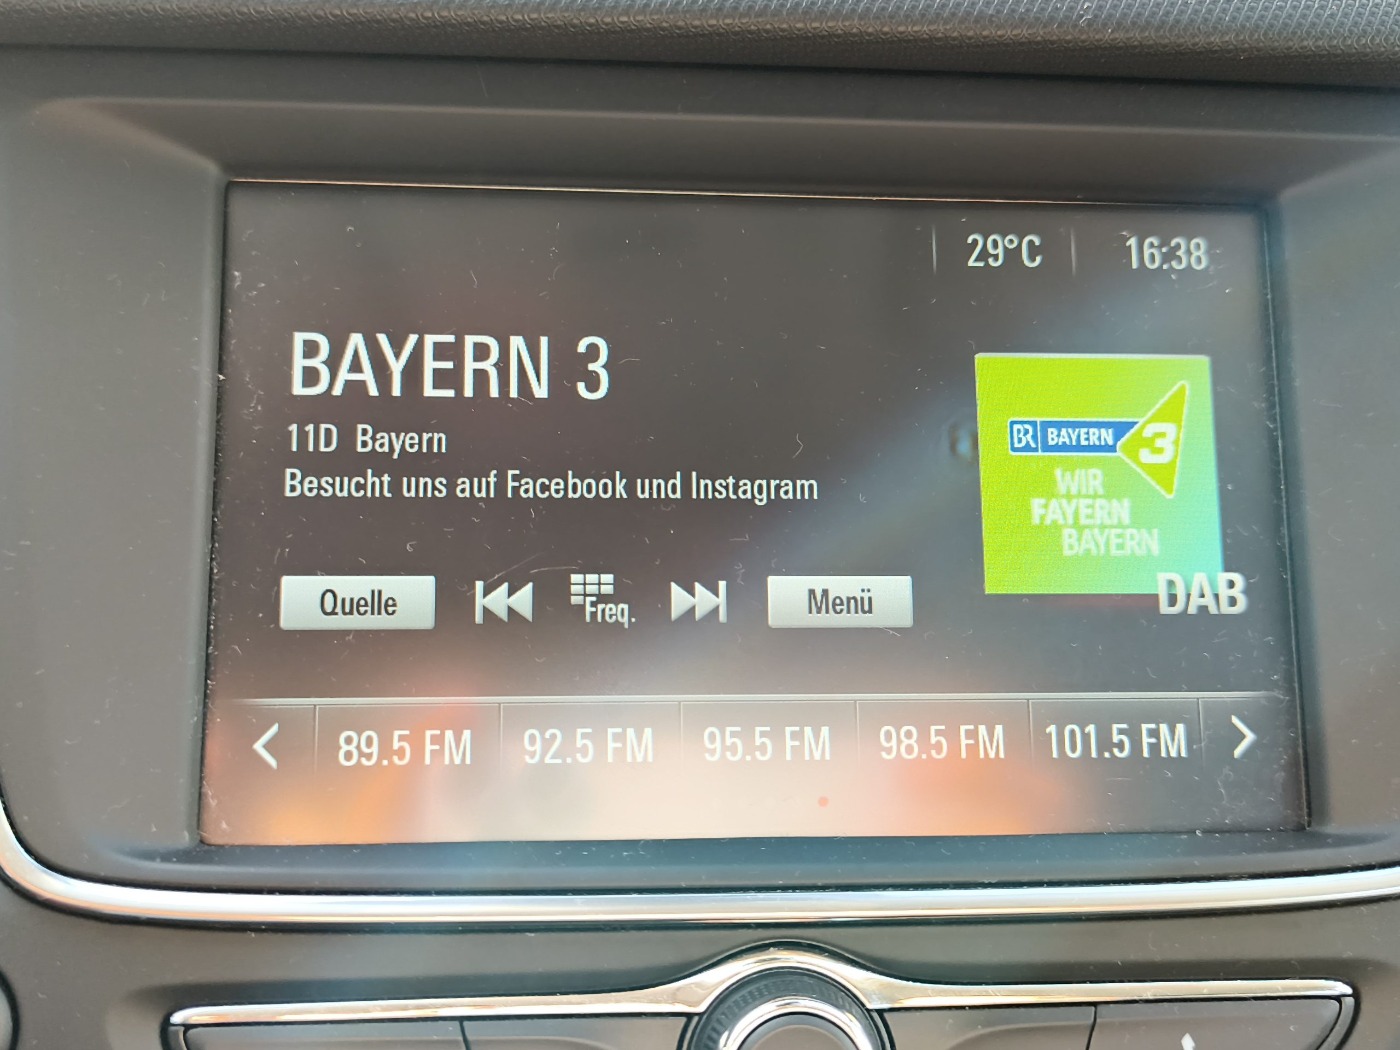 29°C 16:38
BAYERN 3
11D Bayern
Besucht uns auf Facebook und Instagram
BR BAYERN 3
WIR
FAYERN
BAYERN
DAB
Quelle Freq. Menü
89.5 FM 92.5 FM 95.5 FM 98.5 FM 101.5 FM